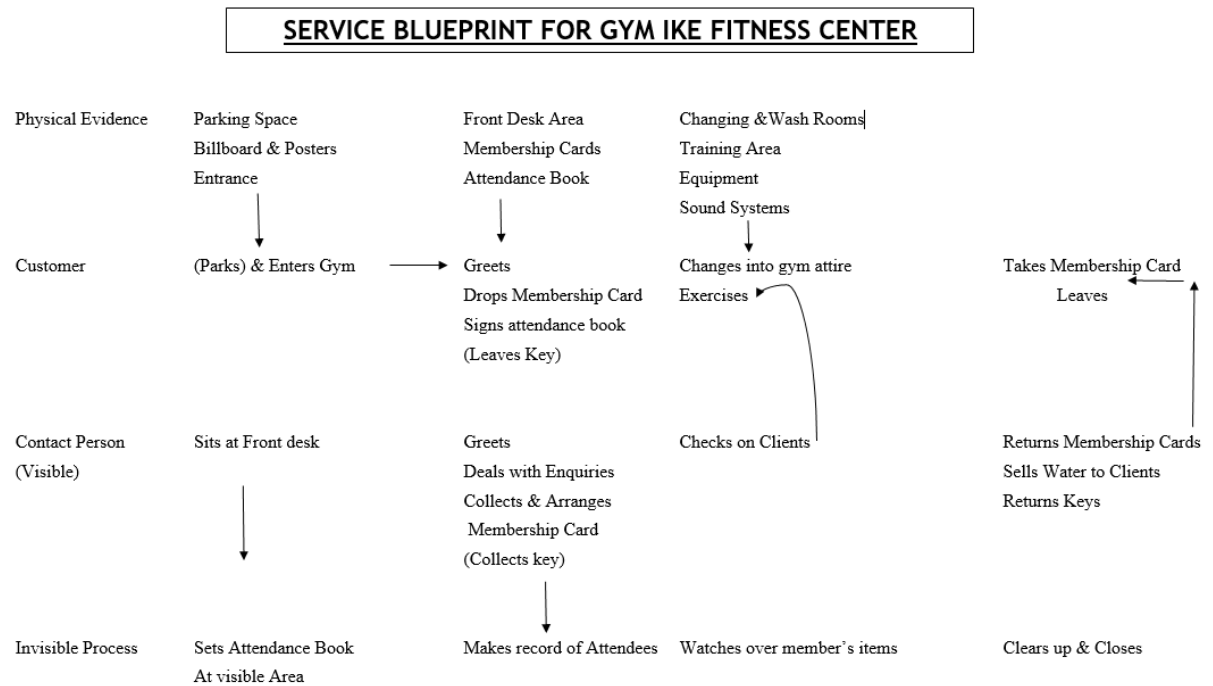 SERVICE BLUEPRINT FOR GYM IKE FITNESS CENTER
Physical Evidence Parking Space Front Desk Area Changing &Wash Rooms
Billboard & Posters Membership Cards Training Area
Entrance Attendance Book Equipment
Sound Systems
Customer (Parks) & Enters Gym Greets Changes into gym attire Takes Membership Card
Drops Membership Card Exercises Leaves
Signs attendance book
(Leaves Key)
Contact Person Sits at Front desk Greets Checks on Clients Returns Membership Cards
(Visible) Deals with Enquiries Sells Water to Clients
Collects & Arranges Returns Keys
Membership Card
(Collects key)
Invisible Process Sets Attendance Book Makes record of Attendees Watches over member's items Clears up & Closes
At visible Area